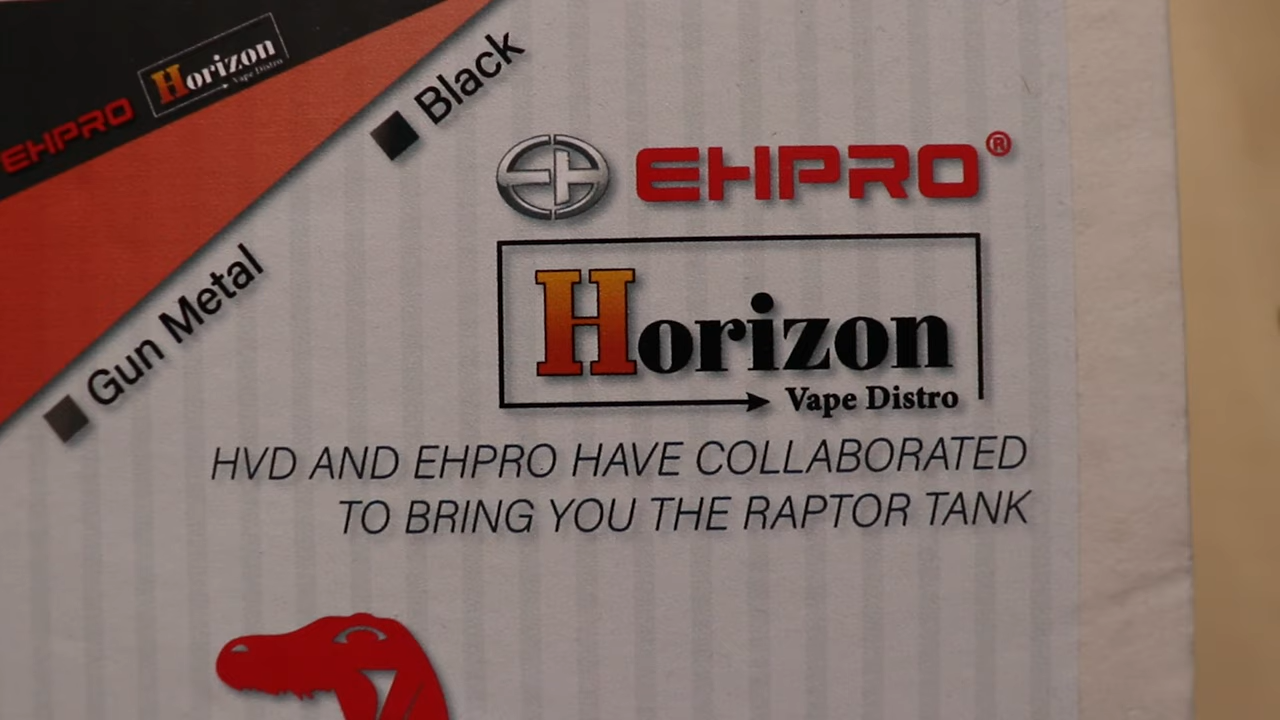 Horizon
Vape Distro
EHPRO
Black
Gun Metal
EHPRO®
Horizon
Vape Distro
HVD AND EHPRO HAVE COLLABORATED
TO BRING YOU THE RAPTOR TANK